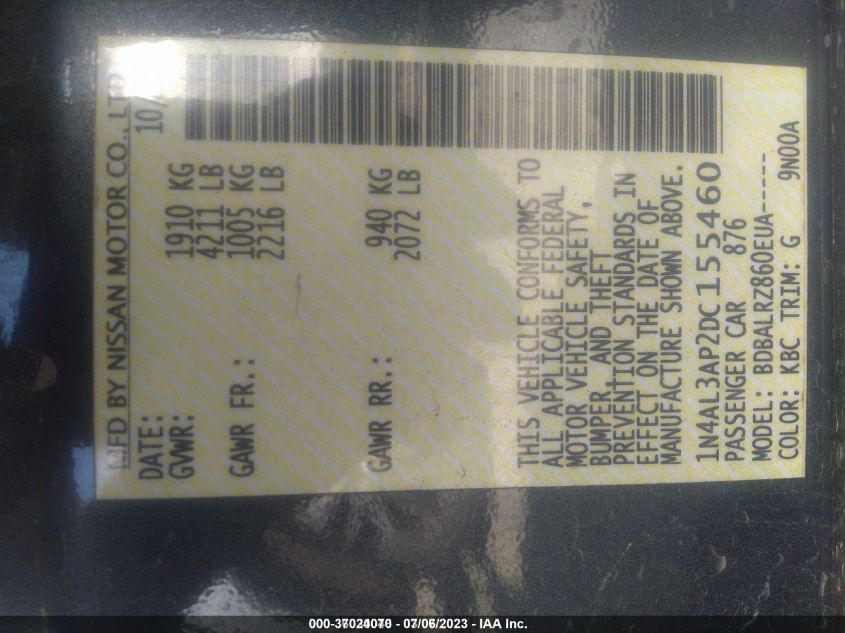 MFD BY NISSAN MOTOR CO., LTD
DATE: 10/
GVWR: 1910 KG
4211 LB
GAWR FR.: 1005 KG
2216 LB
GAWR RR.: 940 KG
2072 LB
THIS VEHICLE CONFORMS TO
ALL APPLICABLE FEDERAL
MOTOR VEHICLE SAFETY,
BUMPER AND THEFT
PREVENTION STANDARDS IN
EFFECT ON THE DATE OF
MANUFACTURE SHOWN ABOVE.
1N4AL3AP2DC155460
PASSENGER CAR 876
MODEL: BDBALRZ860EUA-----
COLOR: KBC TRIM: G 9N00A
07/06/2023 - IAA Inc.